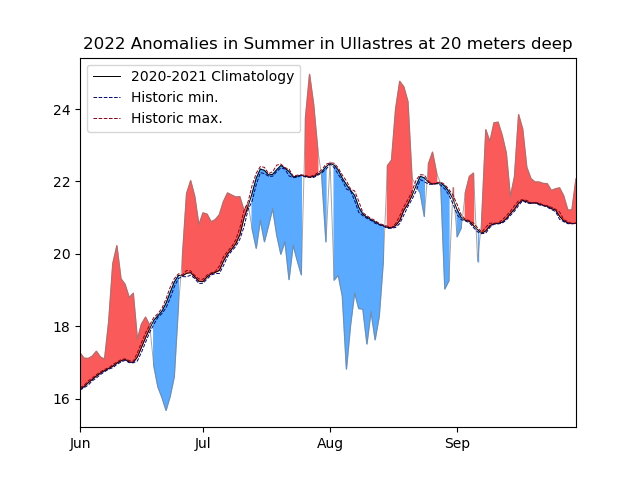 2022 Anomalies in Summer in Ullastres at 20 meters deep
2020-2021 Climatology
Historic min.
Historic max.
24
22
20
18
16
Jun Jul Aug Sep